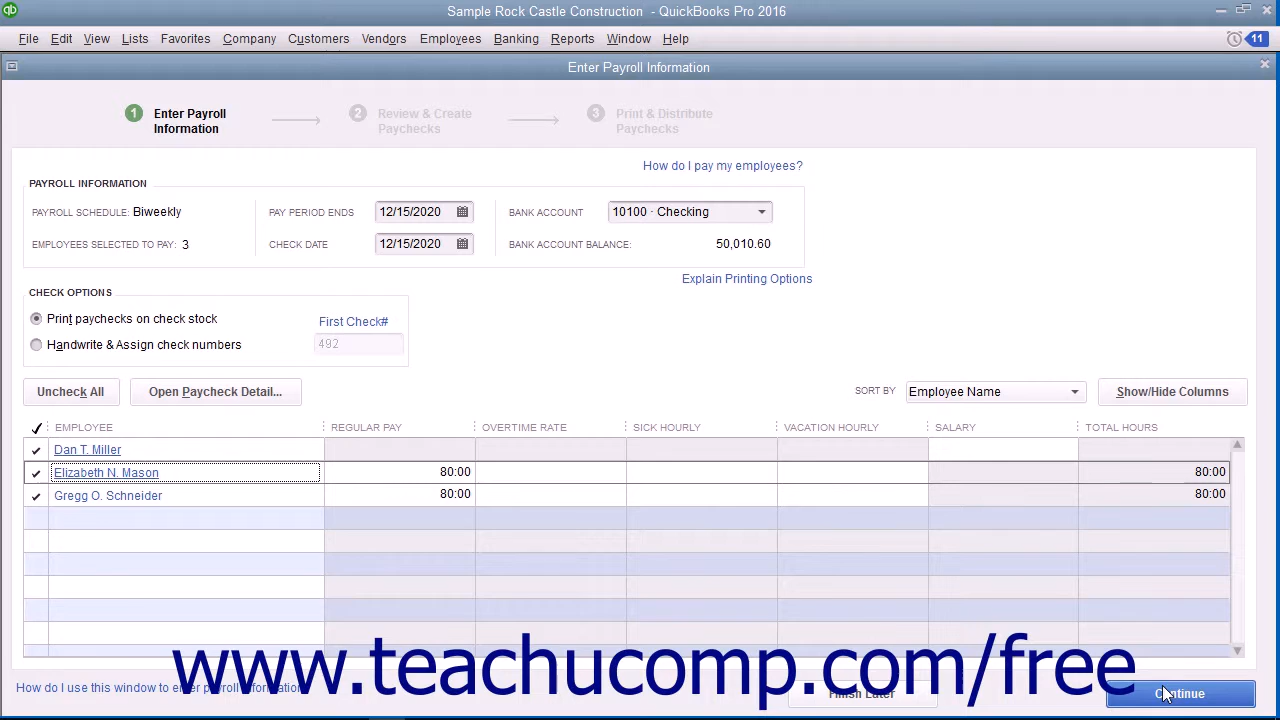 Sample Rock Castle Construction - QuickBooks Pro 2016
File Edit View Lists Favorites Company Customers Vendors Employees Banking Reports Window Help 11
Enter Payroll Information
1 Enter Payroll Information
2 Review & Create Paychecks
3 Print & Distribute Paychecks
How do I pay my employees?
PAYROLL INFORMATION
PAYROLL SCHEDULE: Biweekly PAY PERIOD ENDS 12/15/2020 BANK ACCOUNT 10100 · Checking
EMPLOYEES SELECTED TO PAY: 3 CHECK DATE 12/15/2020 BANK ACCOUNT BALANCE: 50,010.60
Explain Printing Options
CHECK OPTIONS
Print paychecks on check stock First Check#
Handwrite & Assign check numbers 492
Uncheck All Open Paycheck Detail... SORT BY Employee Name Show/Hide Columns
EMPLOYEE REGULAR PAY OVERTIME RATE SICK HOURLY VACATION HOURLY SALARY TOTAL HOURS
Dan T. Miller
Elizabeth N. Mason 80:00 80:00
Gregg O. Schneider 80:00 80:00
www.teachucomp.com/free
How do I use this window to enter payroll information? Finish Later Continue